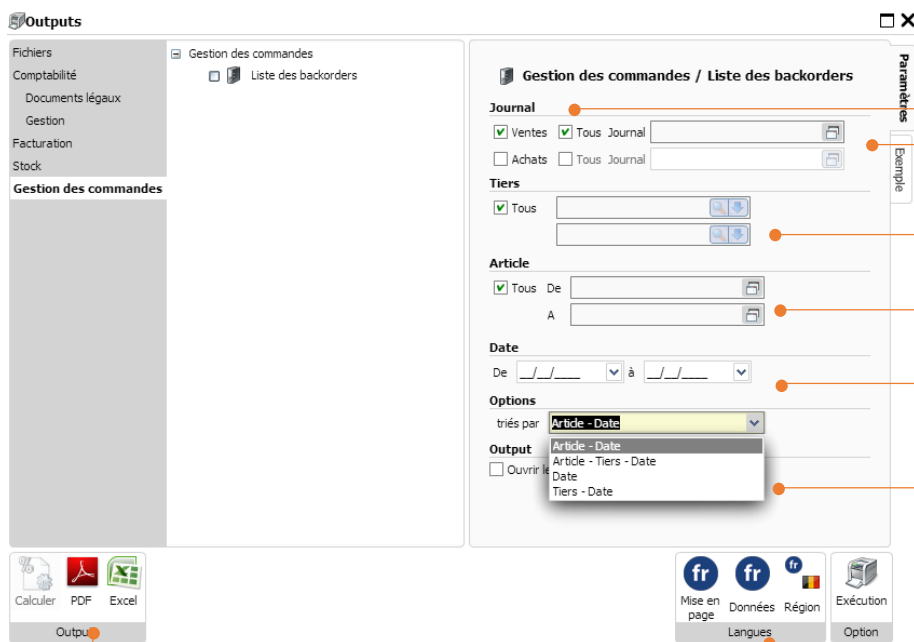 Outputs
Fichiers
Comptabilité
Documents légaux
Gestion
Facturation
Stock
Gestion des commandes
Gestion des commandes
Liste des backorders
Gestion des commandes / Liste des backorders
Journal
Ventes Tous Journal
Achats Tous Journal
Tiers
Tous
Article
Tous De
A
Date
De __/__/____ à __/__/____
Options
triés par Article - Date
Article - Date
Article - Tiers - Date
Date
Tiers - Date
Output
Ouvrir le
Paramètres
Exemple
Calculer PDF Excel
Output
fr fr fr
Mise en page Données Région
Langues
Exécution
Option